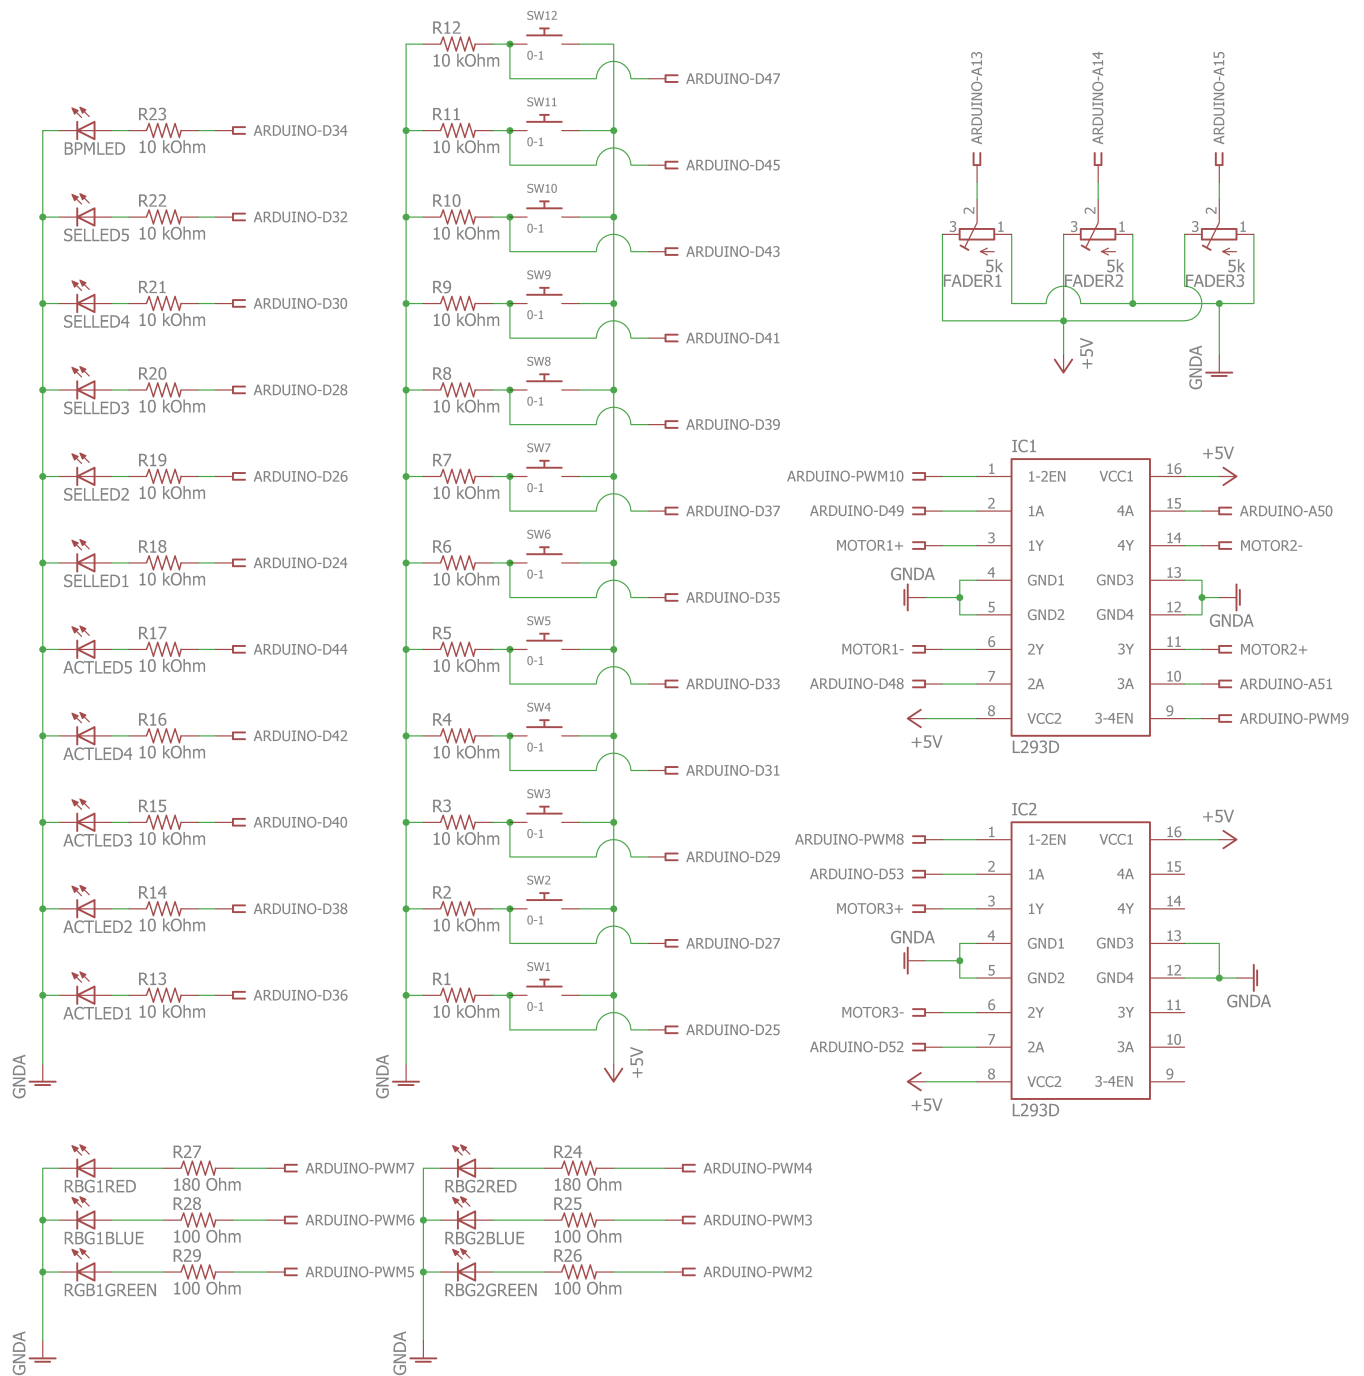 BPMLED
R23
10 kOhm
ARDUINO-D34
SELLED5
R22
10 kOhm
ARDUINO-D32
SELLED4
R21
10 kOhm
ARDUINO-D30
SELLED3
R20
10 kOhm
ARDUINO-D28
SELLED2
R19
10 kOhm
ARDUINO-D26
SELLED1
R18
10 kOhm
ARDUINO-D24
ACTLED5
R17
10 kOhm
ARDUINO-D44
ACTLED4
R16
10 kOhm
ARDUINO-D42
ACTLED3
R15
10 kOhm
ARDUINO-D40
ACTLED2
R14
10 kOhm
ARDUINO-D38
ACTLED1
R13
10 kOhm
ARDUINO-D36
GNDA
R12
10 kOhm
SW12
0-1
ARDUINO-D47
R11
10 kOhm
SW11
0-1
ARDUINO-D45
R10
10 kOhm
SW10
0-1
ARDUINO-D43
R9
10 kOhm
SW9
0-1
ARDUINO-D41
R8
10 kOhm
SW8
0-1
ARDUINO-D39
R7
10 kOhm
SW7
0-1
ARDUINO-D37
R6
10 kOhm
SW6
0-1
ARDUINO-D35
R5
10 kOhm
SW5
0-1
ARDUINO-D33
R4
10 kOhm
SW4
0-1
ARDUINO-D31
R3
10 kOhm
SW3
0-1
ARDUINO-D29
R2
10 kOhm
SW2
0-1
ARDUINO-D27
R1
10 kOhm
SW1
0-1
ARDUINO-D25
GNDA
+5V
ARDUINO-A13
ARDUINO-A14
ARDUINO-A15
3
2
1
5k
FADER1
3
2
1
5k
FADER2
3
2
1
5k
FADER3
+5V
GNDA
IC1
ARDUINO-PWM10 1 1-2EN VCC1 16 +5V
ARDUINO-D49 2 1A 4A 15 ARDUINO-A50
MOTOR1+ 3 1Y 4Y 14 MOTOR2-
GNDA 4 GND1 GND3 13
5 GND2 GND4 12 GNDA
MOTOR1- 6 2Y 3Y 11 MOTOR2+
ARDUINO-D48 7 2A 3A 10 ARDUINO-A51
+5V 8 VCC2 3-4EN 9 ARDUINO-PWM9
L293D
IC2
ARDUINO-PWM8 1 1-2EN VCC1 16 +5V
ARDUINO-D53 2 1A 4A 15
MOTOR3+ 3 1Y 4Y 14
GNDA 4 GND1 GND3 13
5 GND2 GND4 12 GNDA
MOTOR3- 6 2Y 3Y 11
ARDUINO-D52 7 2A 3A 10
+5V 8 VCC2 3-4EN 9
L293D
RBG1RED
R27
180 Ohm
ARDUINO-PWM7
RBG1BLUE
R28
100 Ohm
ARDUINO-PWM6
RGB1GREEN
R29
100 Ohm
ARDUINO-PWM5
GNDA
RBG2RED
R24
180 Ohm
ARDUINO-PWM4
RBG2BLUE
R25
100 Ohm
ARDUINO-PWM3
RBG2GREEN
R26
100 Ohm
ARDUINO-PWM2
GNDA